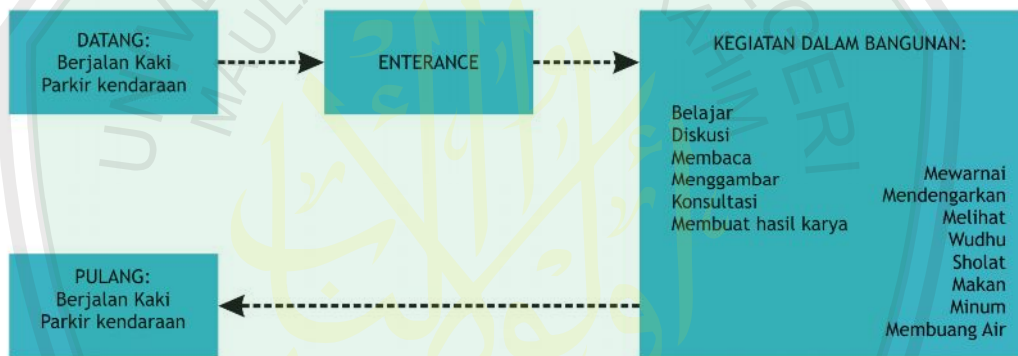 DATANG:
Berjalan Kaki
Parkir kendaraan
ENTERANCE
KEGIATAN DALAM BANGUNAN:
Belajar
Diskusi
Membaca
Menggambar
Konsultasi
Membuat hasil karya
Mewarnai
Mendengarkan
Melihat
Wudhu
Sholat
Makan
Minum
Membuang Air
PULANG:
Berjalan Kaki
Parkir kendaraan